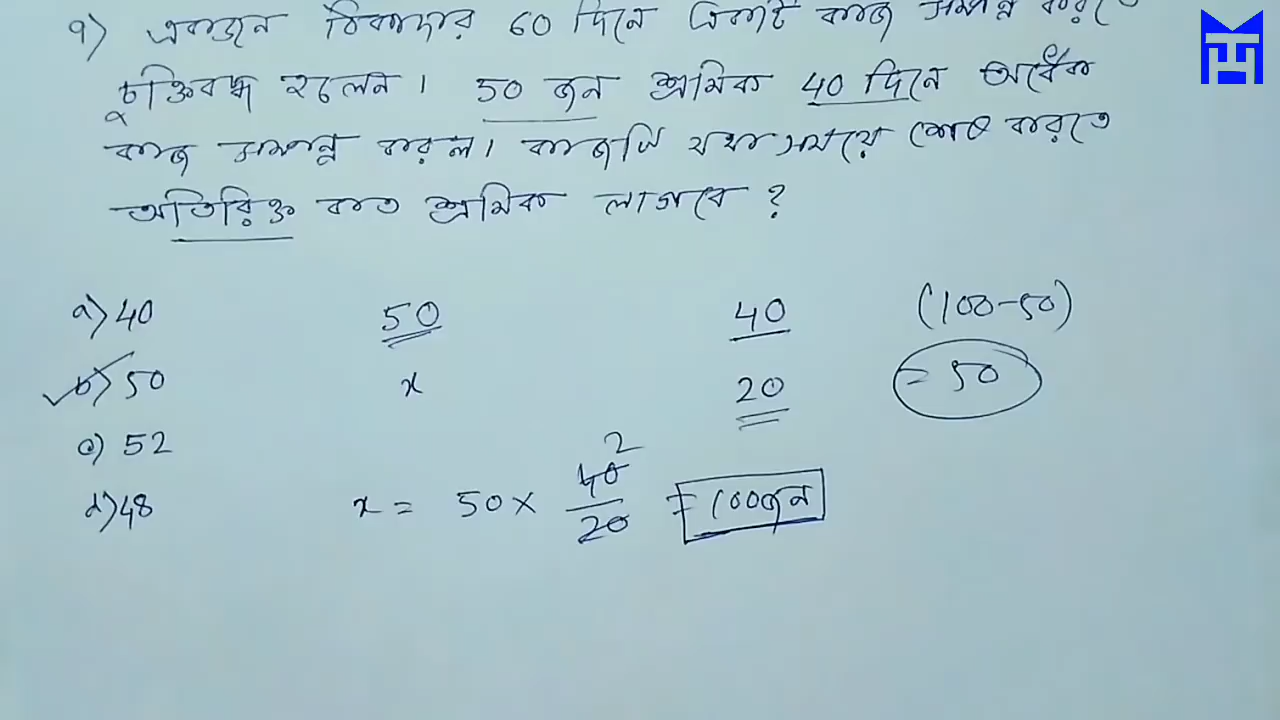 ৭) একজন ঠিকাদার 60 দিনে একটি কাজ সম্পন্ন করতে
চুক্তিবদ্ধ হলেন। 50 জন শ্রমিক 40 দিনে অর্ধেক
কাজ সম্পন্ন করল। কাজটি যথাসময়ে শেষ করতে
অতিরিক্ত কত শ্রমিক লাগবে ?
a) 40 50 40 (100-50)
b) 50 x 20 = 50
c) 52
d) 48 x = 50 × 40/20 2 = 100জন